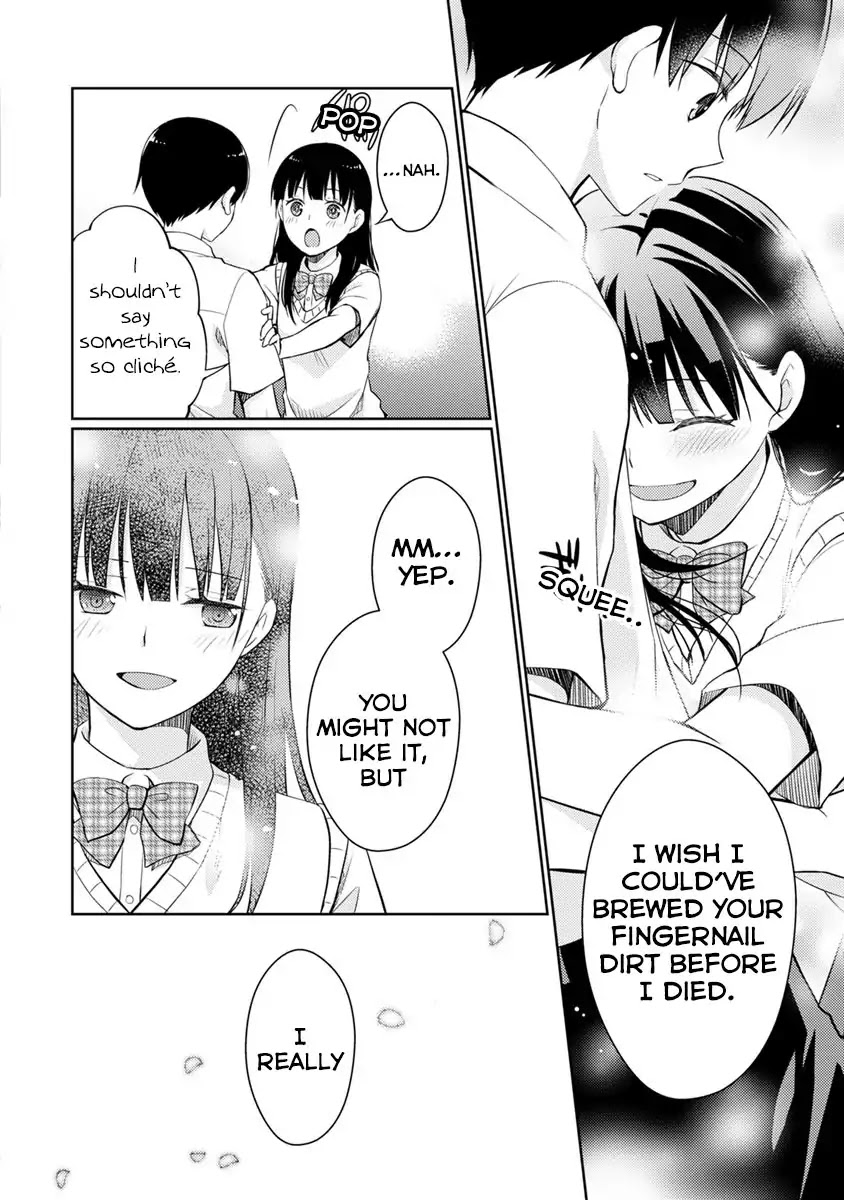 I WISH I
COULD'VE
BREWED YOUR
FINGERNAIL
DIRT BEFORE
I DIED.
SQUEE..
...NAH.
POP
I
shouldn't
say
something
so cliché.
MM...
YEP.
YOU
MIGHT NOT
LIKE IT,
BUT
I
REALLY